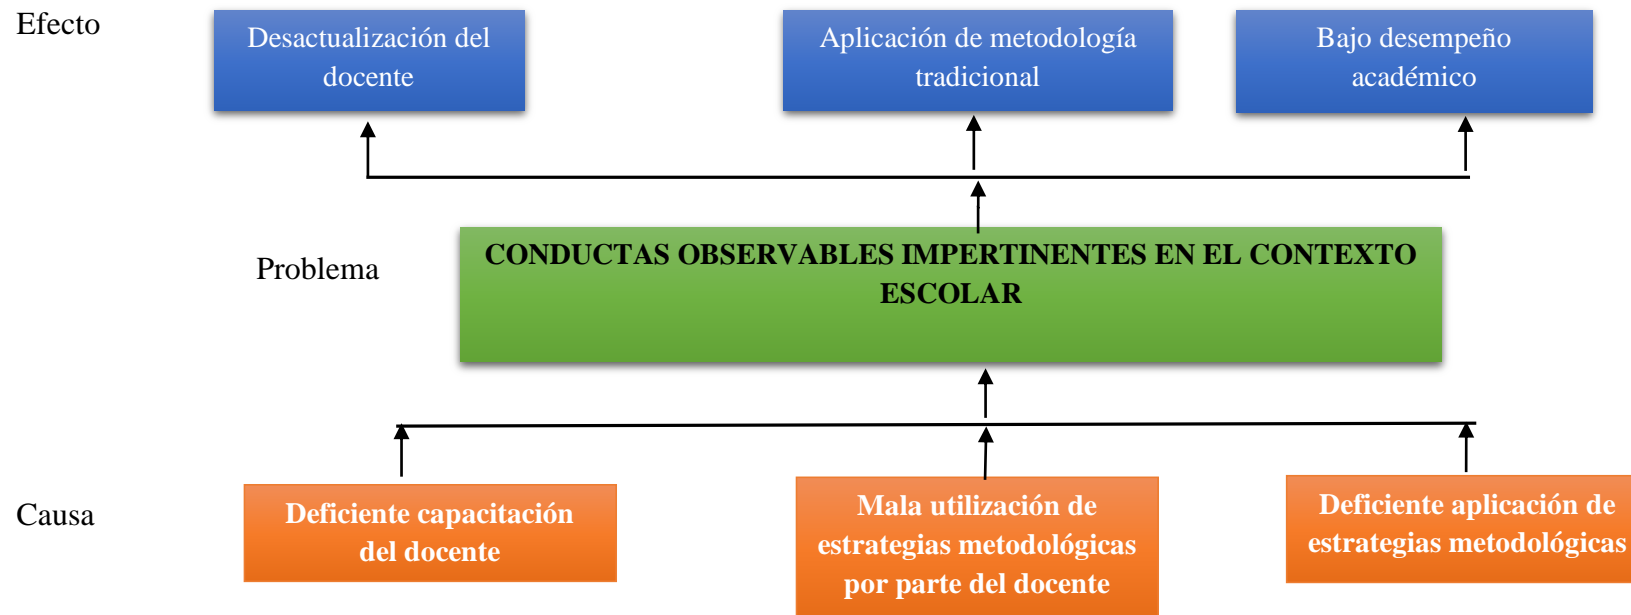 Efecto
Desactualización del
docente
Aplicación de metodología
tradicional
Bajo desempeño
académico
Problema
CONDUCTAS OBSERVABLES IMPERTINENTES EN EL CONTEXTO
ESCOLAR
Causa
Deficiente capacitación
del docente
Mala utilización de
estrategias metodológicas
por parte del docente
Deficiente aplicación de
estrategias metodológicas